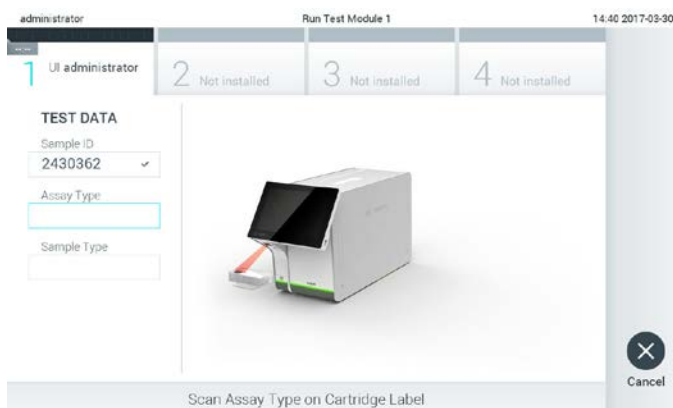 administrator Run Test Module 1 14:40 2017-03-30
--:--
1 UI administrator 2 Not installed 3 Not installed 4 Not installed
TEST DATA
Sample ID
2430362
Assay Type
Sample Type
Cancel
Scan Assay Type on Cartridge Label